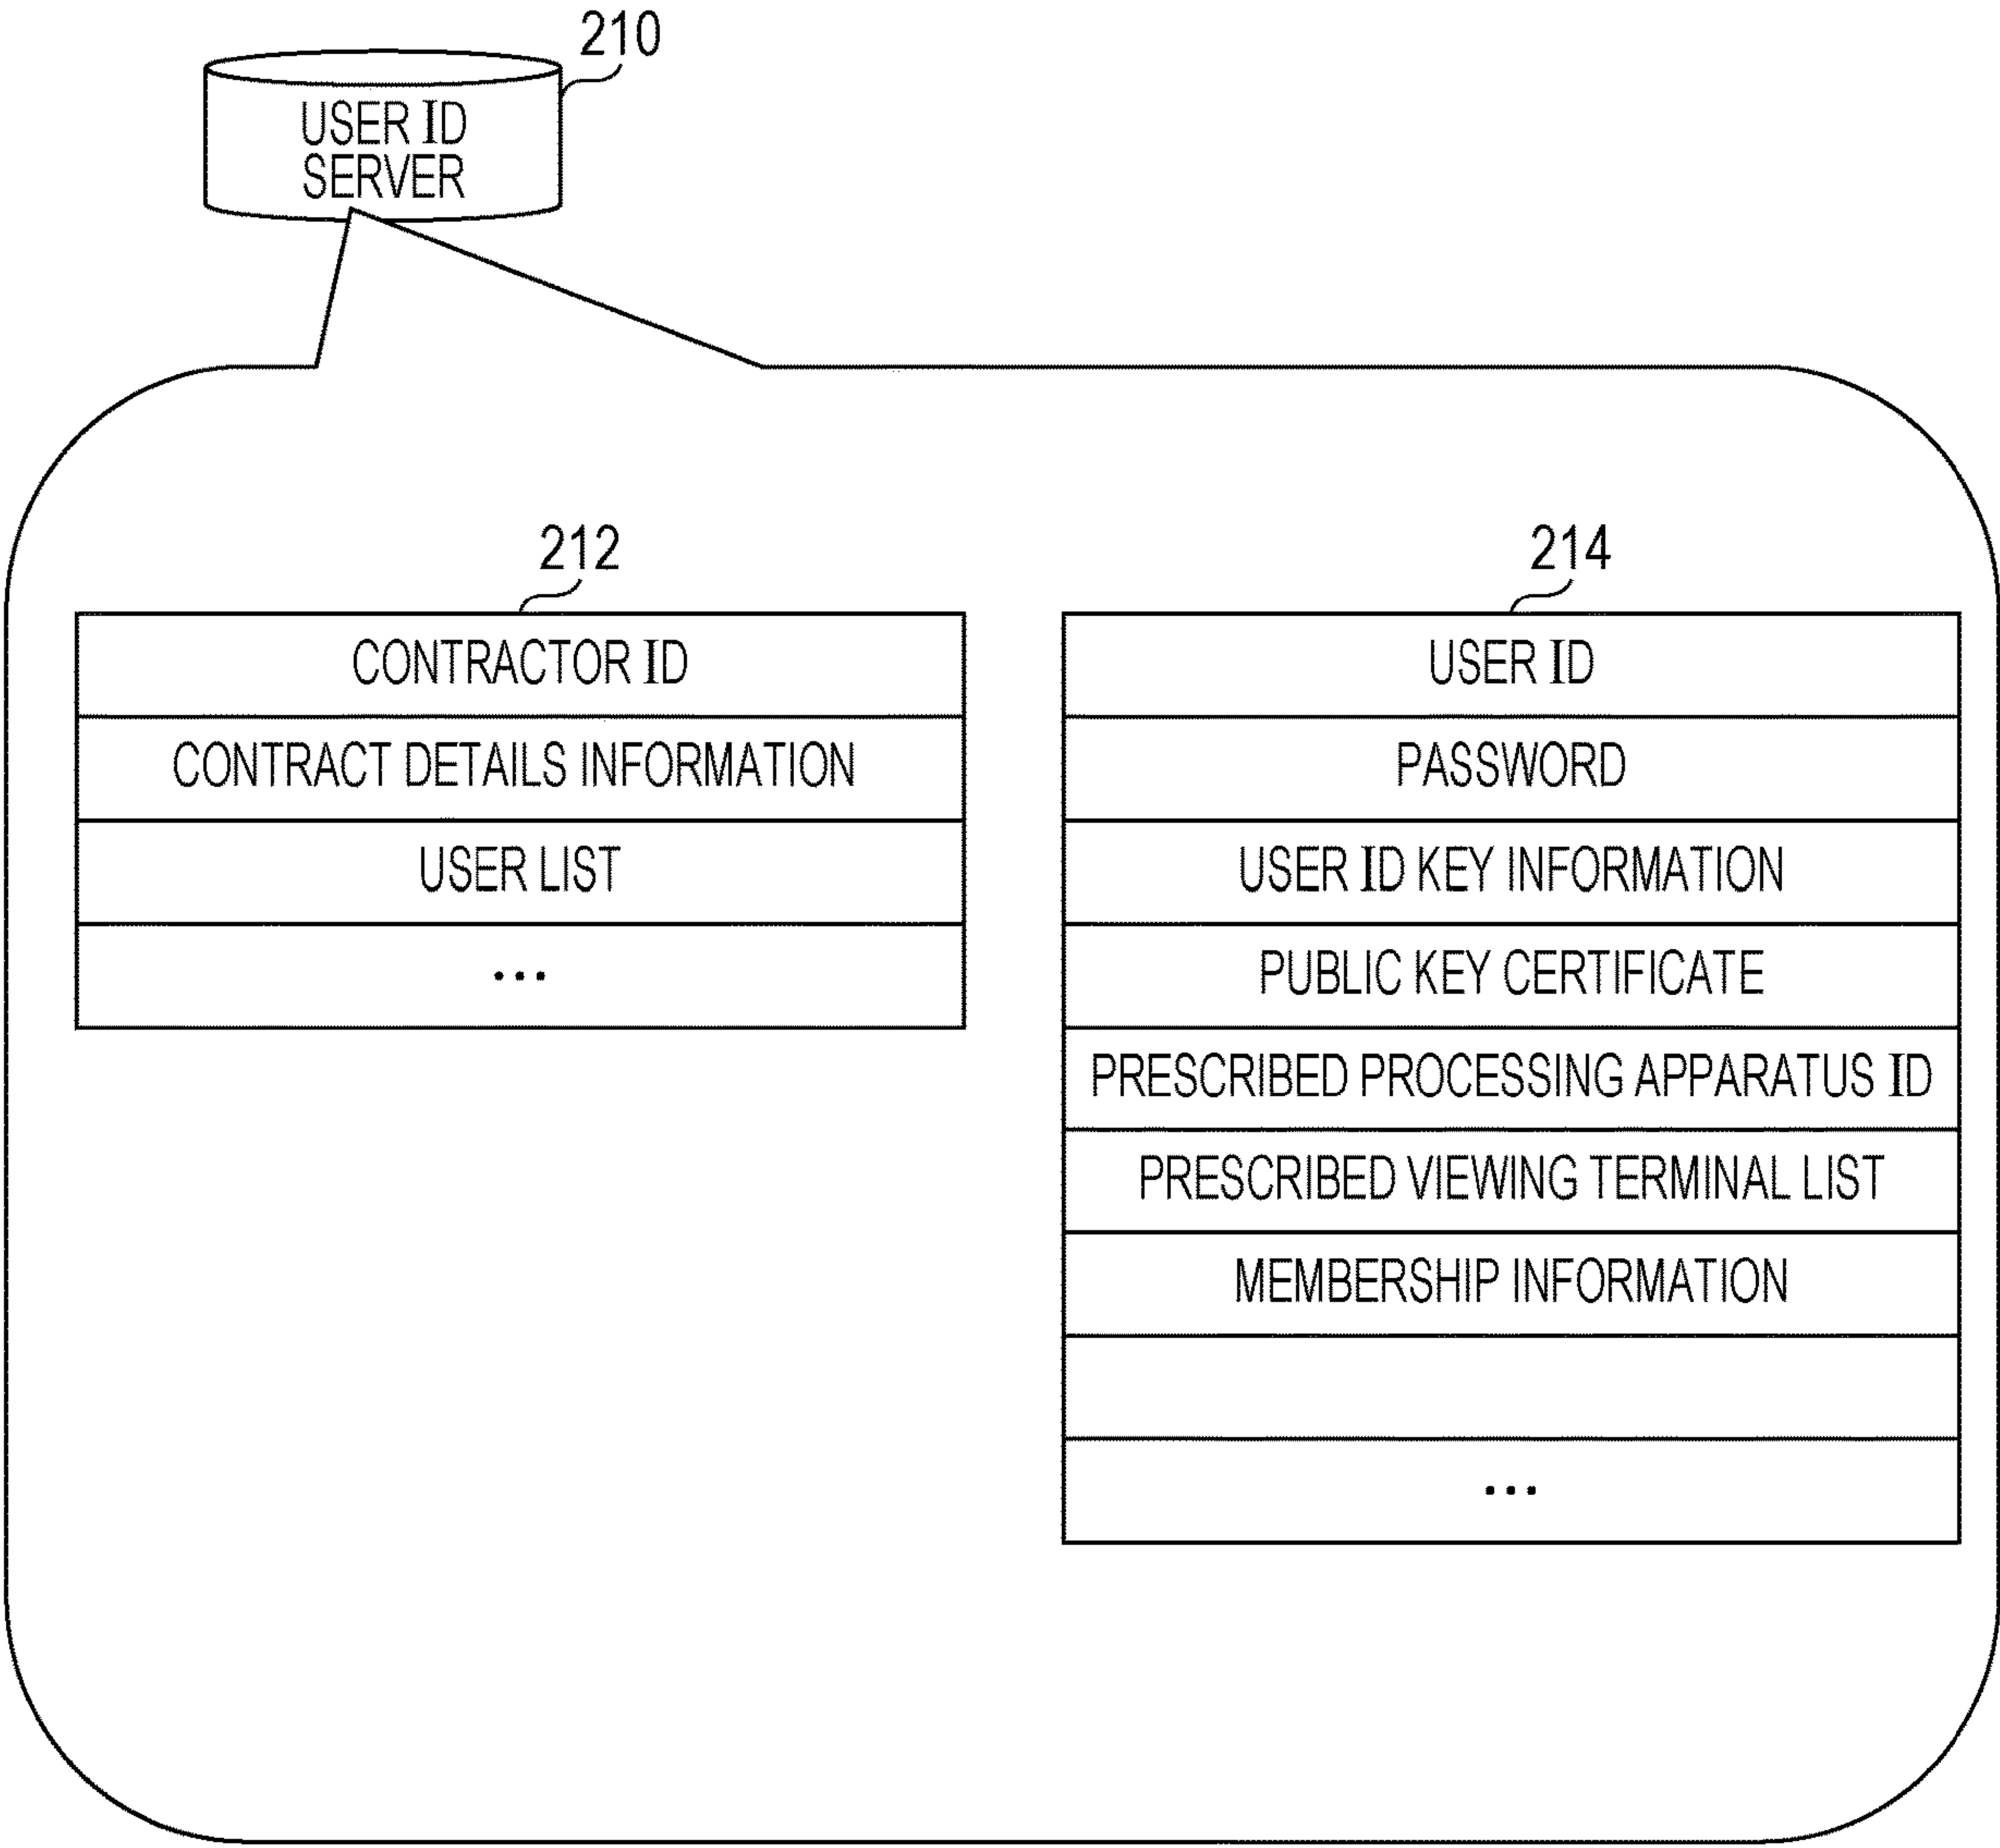 210
USER ID
SERVER
212
CONTRACTOR ID
CONTRACT DETAILS INFORMATION
USER LIST
...
214
USER ID
PASSWORD
USER ID KEY INFORMATION
PUBLIC KEY CERTIFICATE
PRESCRIBED PROCESSING APPARATUS ID
PRESCRIBED VIEWING TERMINAL LIST
MEMBERSHIP INFORMATION
...